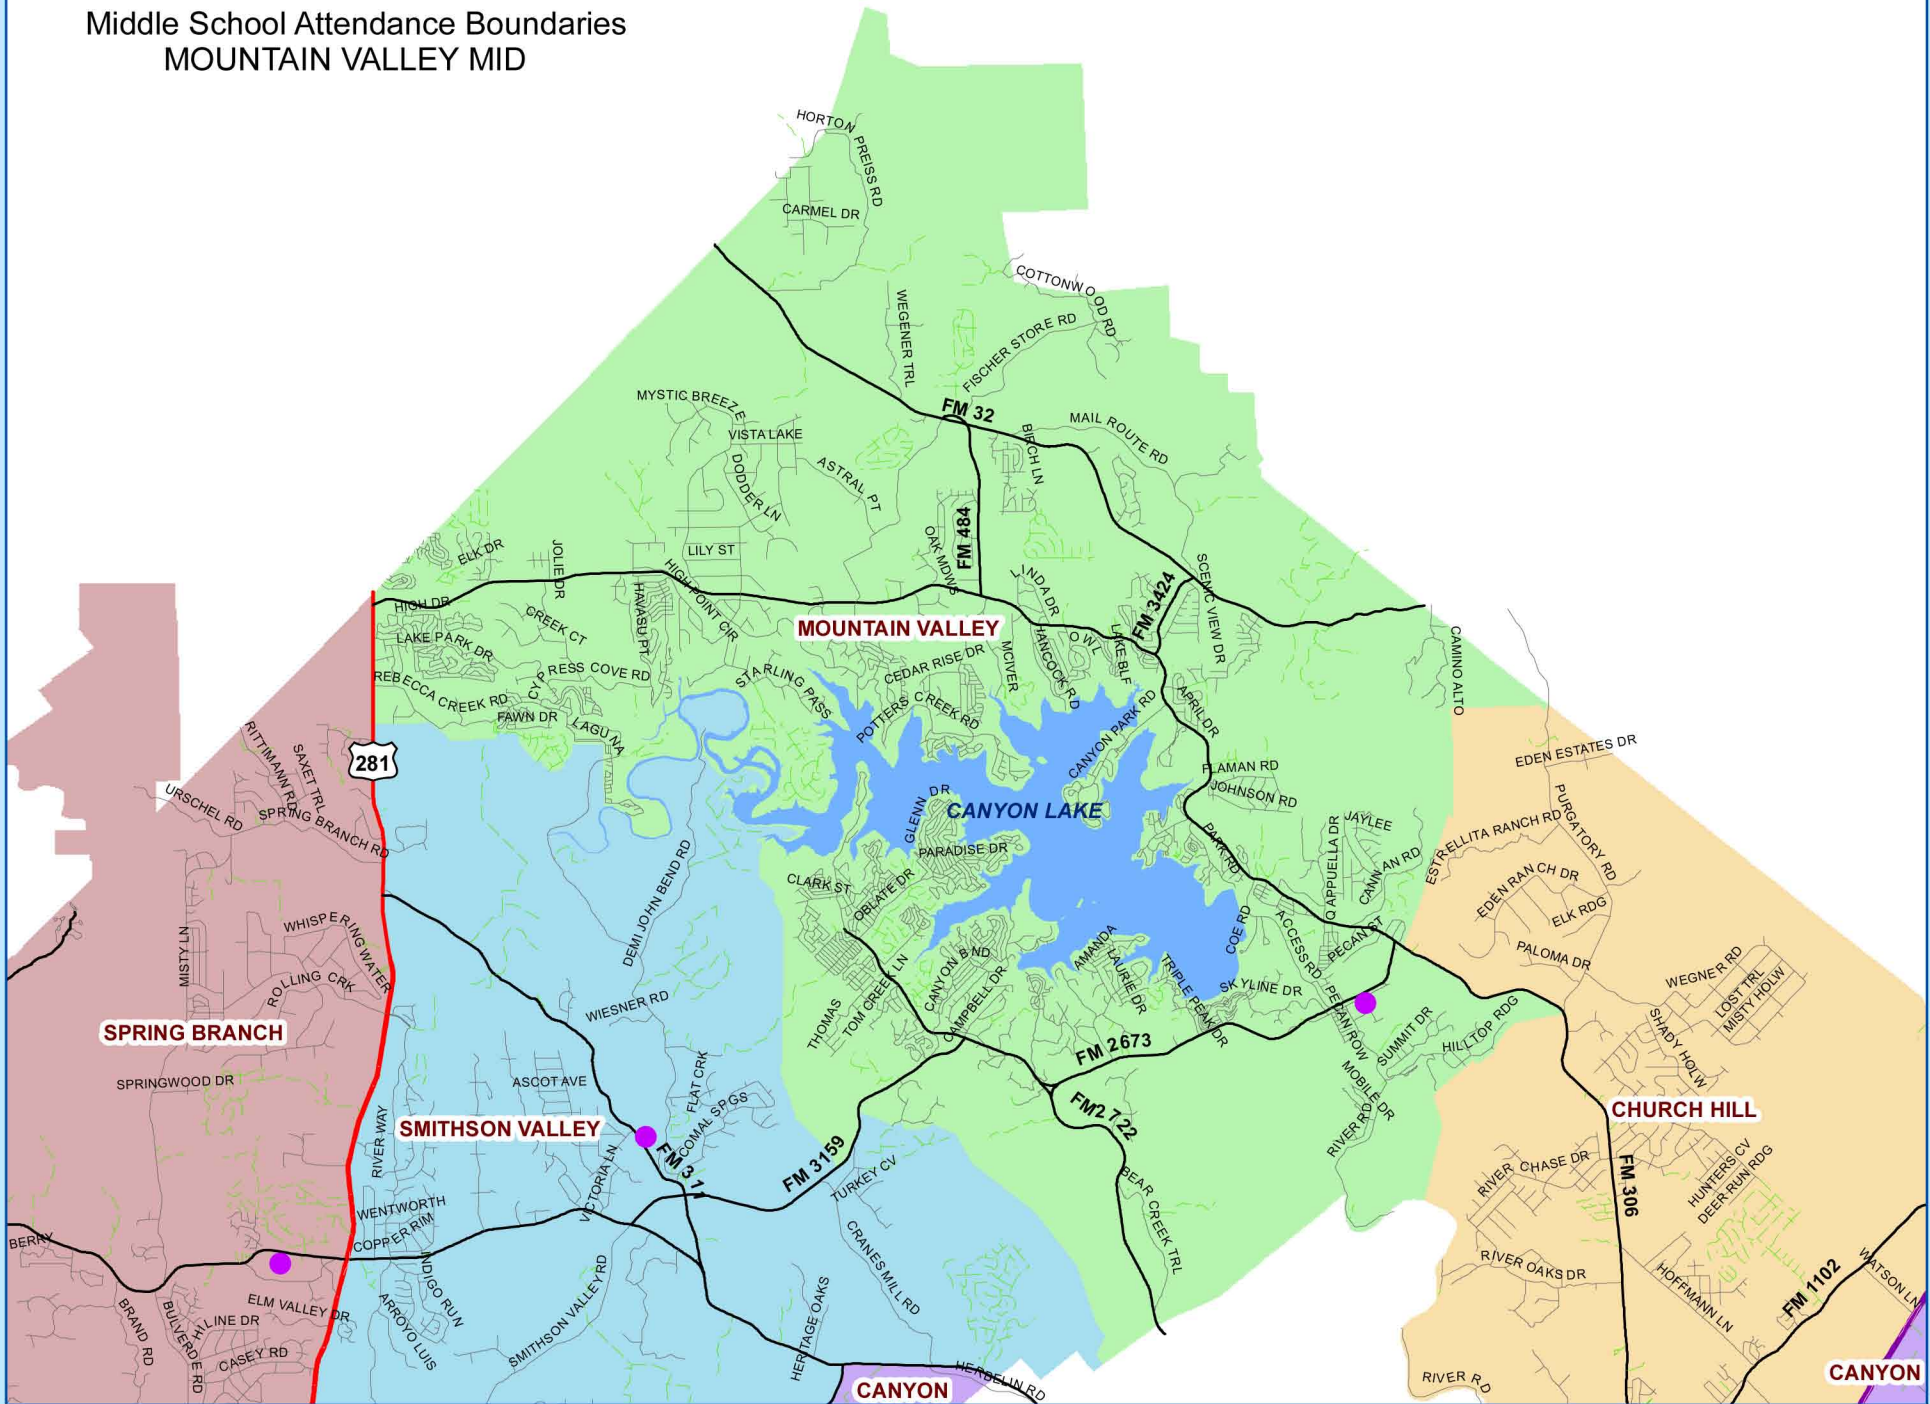 Middle School Attendance Boundaries
MOUNTAIN VALLEY MID
HORTON PREISS RD
CARMEL DR
COTTONWOOD RD
WEGENER TRL
FISCHER STORE RD
MYSTIC BREEZE
FM 32
MAIL ROUTE RD
VISTA LAKE
BIRCH LN
ASTRAL PT
DODDER LN
FM 484
OAK MDWS
ELK DR
JOLIE DR
LILY ST
HIGH POINT CIR
LINDA DR
FM 3424
SCENIC VIEW DR
HIGH DR
HAVASU PT
CREEK CT
MOUNTAIN VALLEY
LAKE PARK DR
HANCOCK RD
OWL
LAKE BLF
CAMINO ALTO
MCIVER
CEDAR RISE DR
STARLING PASS
CYPRESS COVE RD
REBECCA CREEK RD
FAWN DR
LAGUNA
POTTERS CREEK RD
CANYON PARK RD
APRIL DR
RITTIMANN RD
SAXET TRL
281
EDEN ESTATES DR
FLAMAN RD
JOHNSON RD
URSCHEL RD
SPRING BRANCH RD
GLENN DR
CANYON LAKE
PURGATORY RD
JAYLEE
ESTRELLITA RANCH RD
Q APPUELLA DR
PARK RD
PARADISE DR
CANNAN RD
DEMI JOHN BEND RD
CLARK ST
OBLATE DR
EDEN RANCH DR
ELK RDG
WHISPERINGWATER
MISTY LN
COE RD
ACCESS RD
PECAN ST
PALOMA DR
WEGNER RD
LOST TRL
MISTY HOLW
ROLLING CRK
CANYON BND
AMANDA
LAURIE DR
TRIPLE PEAK DR
SKYLINE DR
WIESNER RD
THOMAS
TOM CREEK LN
CAMPBELL DR
PECAN ROW
SUMMIT DR
HILLTOP RDG
SHADY HOLW
SPRING BRANCH
FM 2673
SPRINGWOOD DR
ASCOT AVE
FLAT CRK
COMAL SPGS
MOBILE DR
FM2722
CHURCH HILL
SMITHSON VALLEY
RIVER WAY
RIVER RD
FM 311
FM 3159
TURKEY CV
VICTORIA LN
BEAR CREEK TRL
RIVER CHASE DR
FM 306
HUNTERS CV
DEER RUN RDG
WENTWORTH
COPPER RIM
BERRY
CRANES MILL RD
SMITHSON VALLEY RD
INDIGO RUN
RIVER OAKS DR
HOFFMANN LN
FM 1102
WATSON LN
ELM VALLEY DR
ARROYO LUIS
BRAND RD
BULVERDE RD
HILINE DR
CASEY RD
HERITAGE OAKS
HERBELIN RD
CANYON
RIVER RD
CANYON